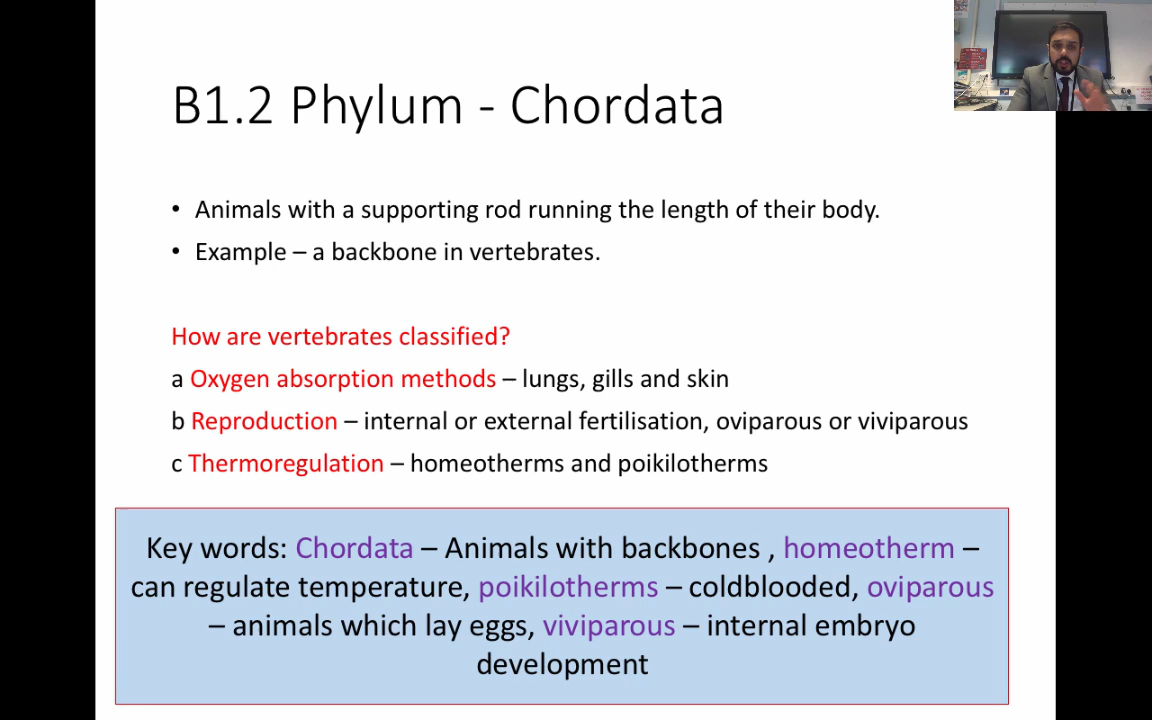 B1.2 Phylum - Chordata
• Animals with a supporting rod running the length of their body.
• Example – a backbone in vertebrates.
How are vertebrates classified?
a Oxygen absorption methods – lungs, gills and skin
b Reproduction – internal or external fertilisation, oviparous or viviparous
c Thermoregulation – homeotherms and poikilotherms
Key words: Chordata – Animals with backbones , homeotherm –
can regulate temperature, poikilotherms – coldblooded, oviparous
– animals which lay eggs, viviparous – internal embryo
development